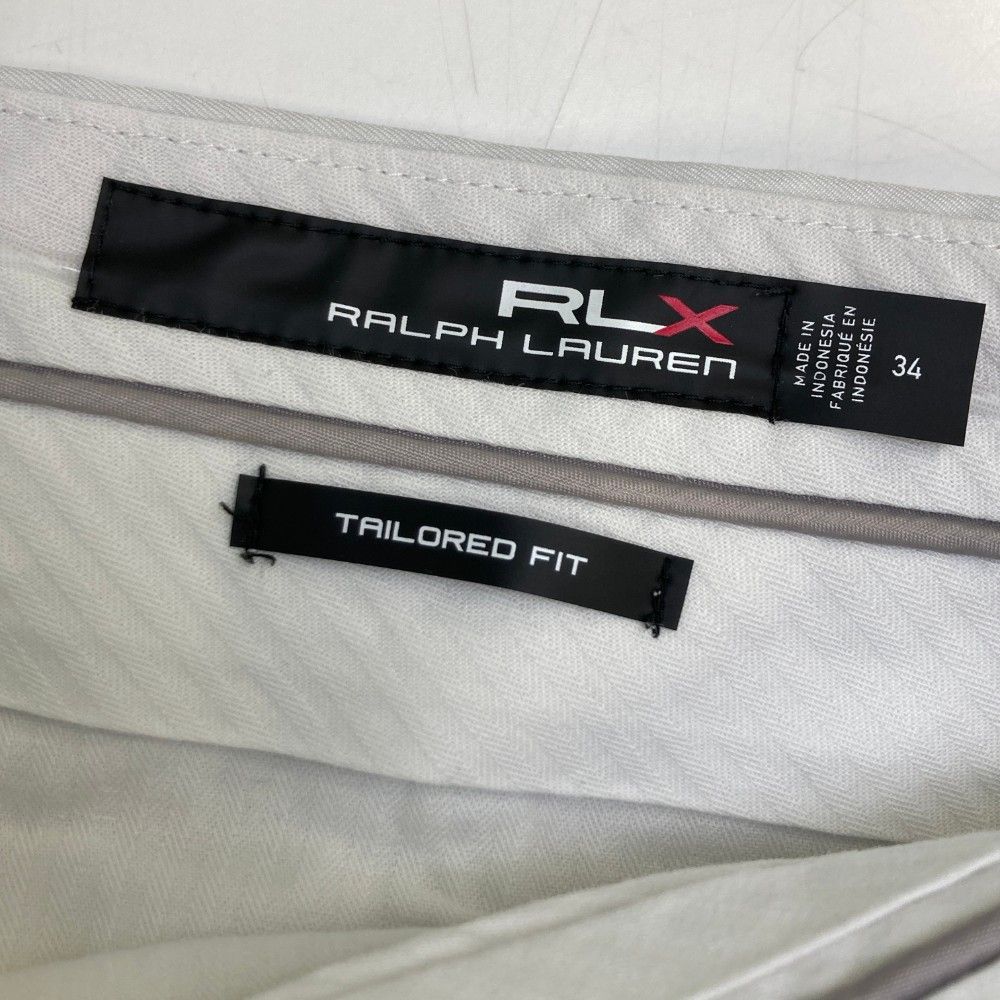 RLX
RALPH LAUREN
MADE IN
INDONESIA
FABRIQUÉ EN
INDONÉSIE
34
TAILORED FIT